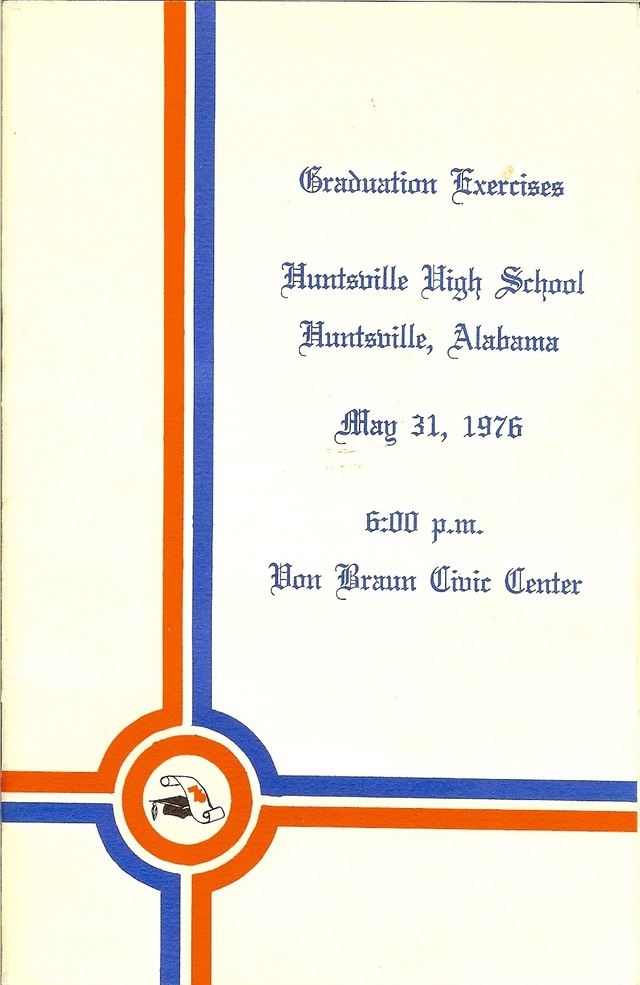 Graduation Exercises
Huntsville High School
Huntsville, Alabama
May 31, 1976
6:00 p.m.
Von Braun Civic Center